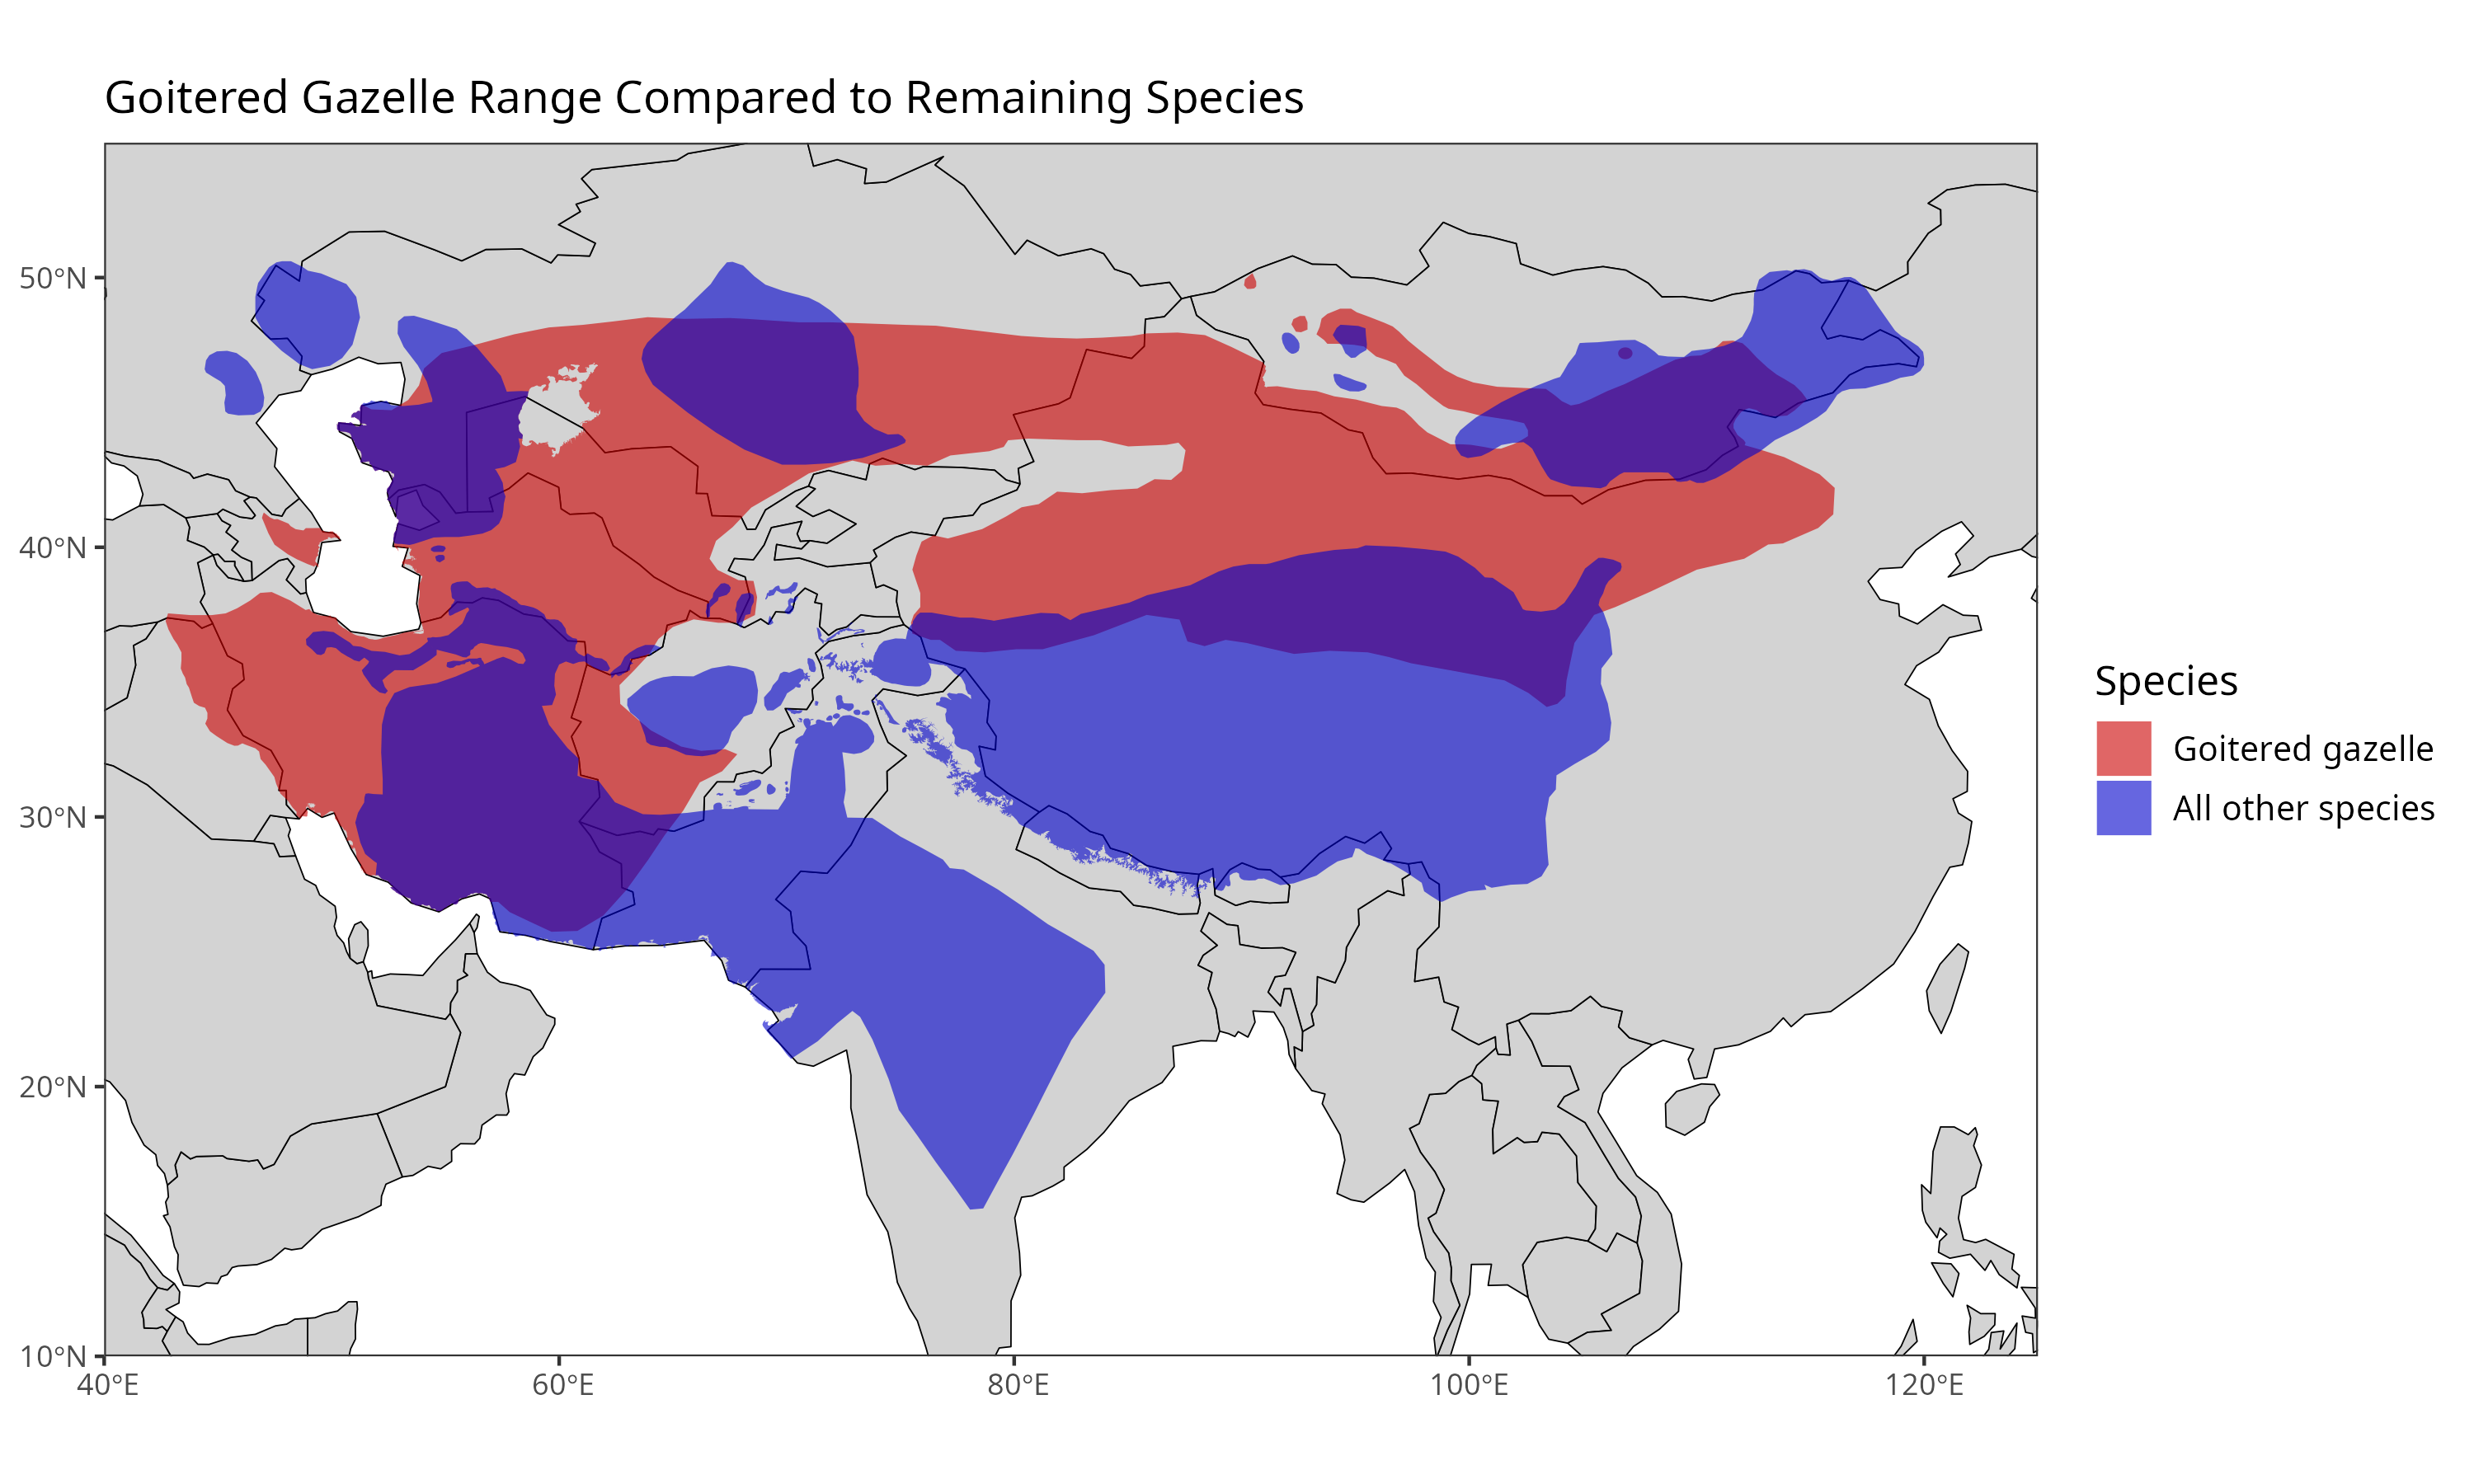 Goitered Gazelle Range Compared to Remaining Species
50°N
40°N
30°N
20°N
10°N
40°E
60°E
80°E
100°E
120°E
Species
Goitered gazelle
All other species